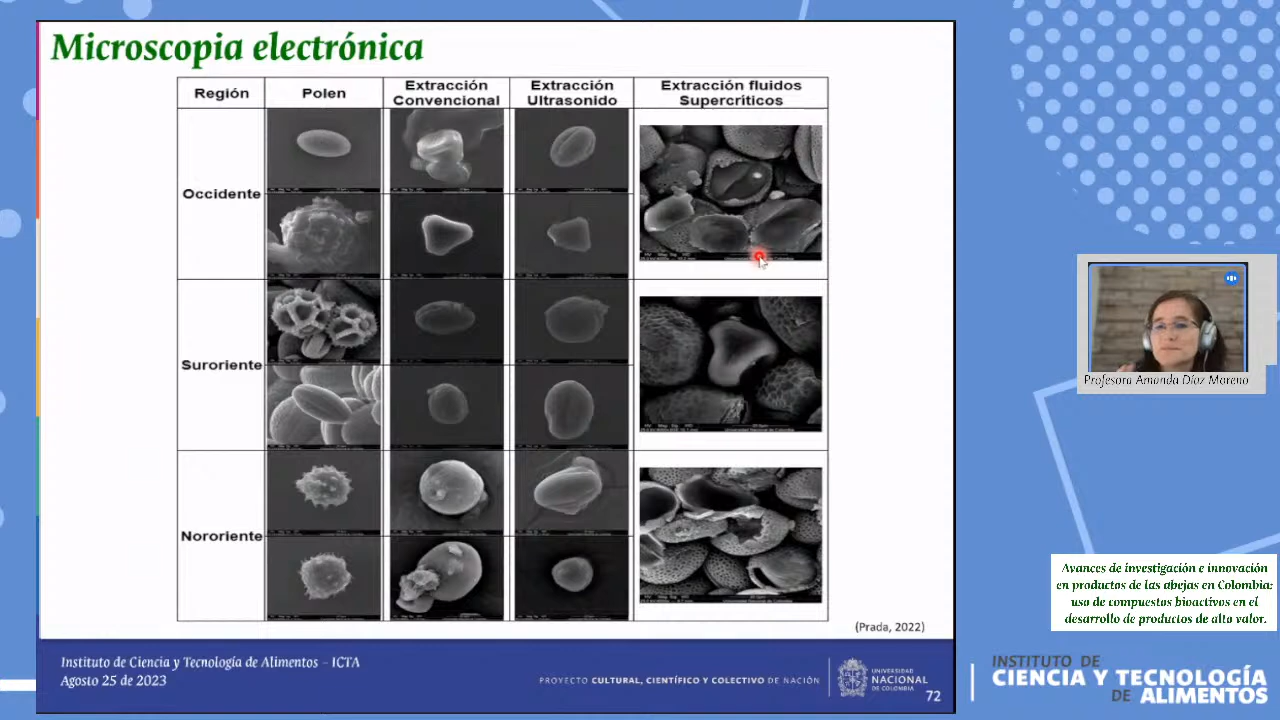 Microscopia electrónica
Región
Polen
Extracción
Convencional
Extracción
Ultrasonido
Extracción fluidos
Supercríticos
Occidente
Suroriente
Nororiente
(Prada, 2022)
Instituto de Ciencia y Tecnología de Alimentos – ICTA
Agosto 25 de 2023
PROYECTO CULTURAL, CIENTÍFICO Y COLECTIVO DE NACIÓN
UNIVERSIDAD
NACIONAL
DE COLOMBIA
72
Profesora Amanda Díaz Moreno
Avances de investigación e innovación
en productos de las abejas en Colombia:
uso de compuestos bioactivos en el
desarrollo de productos de alto valor.
INSTITUTO DE
CIENCIA Y TECNOLOGÍA
DE ALIMENTOS